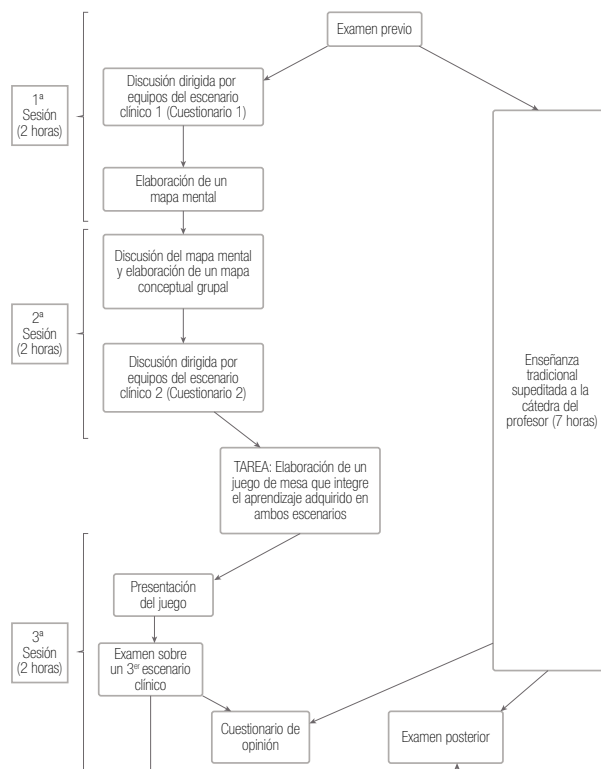 Examen previo
1ª
Sesión
(2 horas)
Discusión dirigida por
equipos del escenario
clínico 1 (Cuestionario 1)
Elaboración de un
mapa mental
2ª
Sesión
(2 horas)
Discusión del mapa mental
y elaboración de un mapa
conceptual grupal
Discusión dirigida por
equipos del escenario
clínico 2 (Cuestionario 2)
Enseñanza
tradicional
supeditada a la
cátedra del
profesor (7 horas)
TAREA: Elaboración de un
juego de mesa que integre
el aprendizaje adquirido en
ambos escenarios
3ª
Sesión
(2 horas)
Presentación
del juego
Examen sobre
un 3er escenario
clínico
Cuestionario de
opinión
Examen posterior